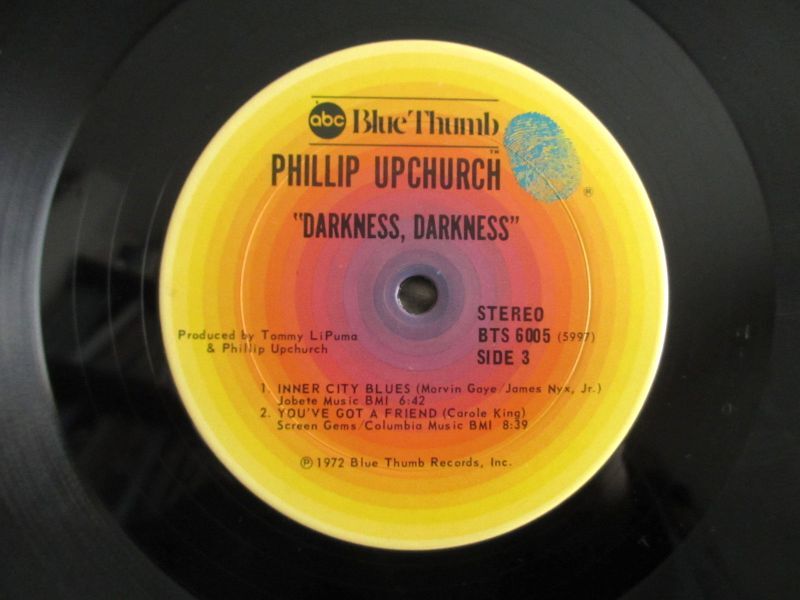 abc Blue Thumb
TM
PHILLIP UPCHURCH
®
"DARKNESS, DARKNESS"
STEREO
BTS 6005 (5997)
SIDE 3
Produced by Tommy LiPuma
& Phillip Upchurch
1. INNER CITY BLUES (Morvin Gaye/James Nyx, Jr.)
Jobete Music BMI 6:42
2. YOU'VE GOT A FRIEND (Carole King)
Screen Gems/Columbia Music BMI 8:39
℗ 1972 Blue Thumb Records, Inc.